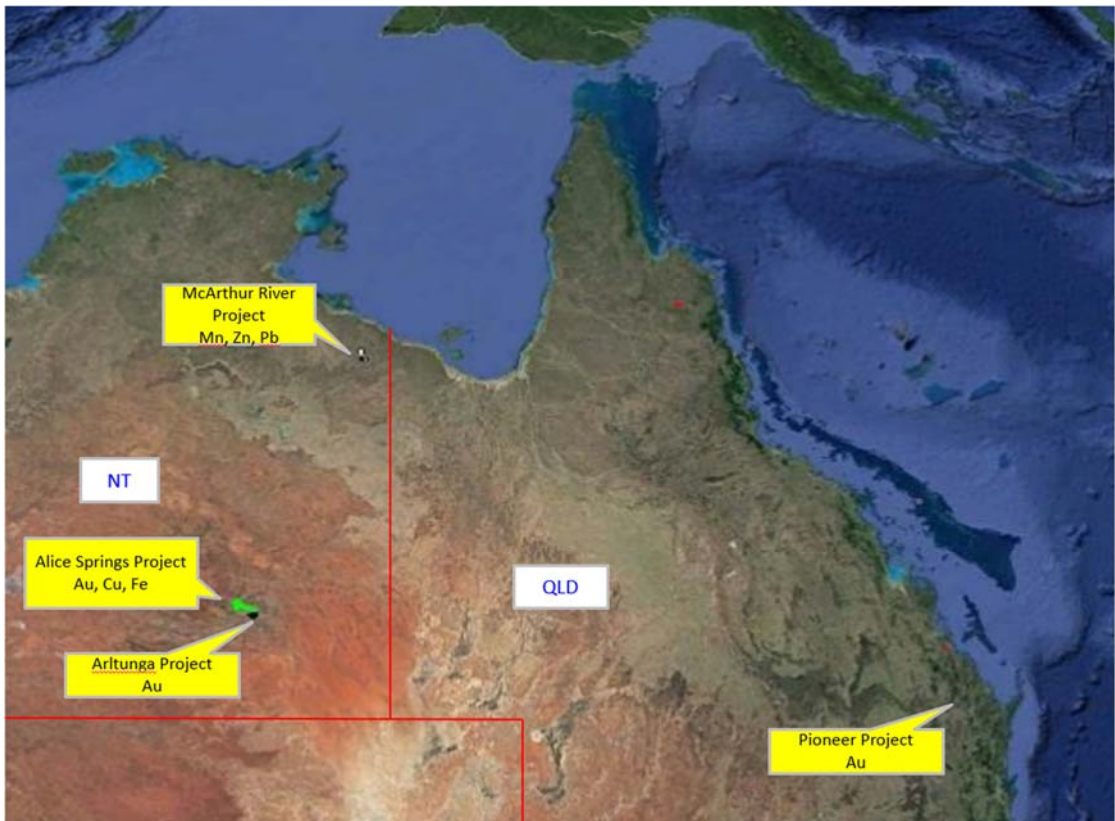 McArthur River
Project
Mn, Zn, Pb
NT
Alice Springs Project
Au, Cu, Fe
QLD
Arltunga Project
Au
Pioneer Project
Au